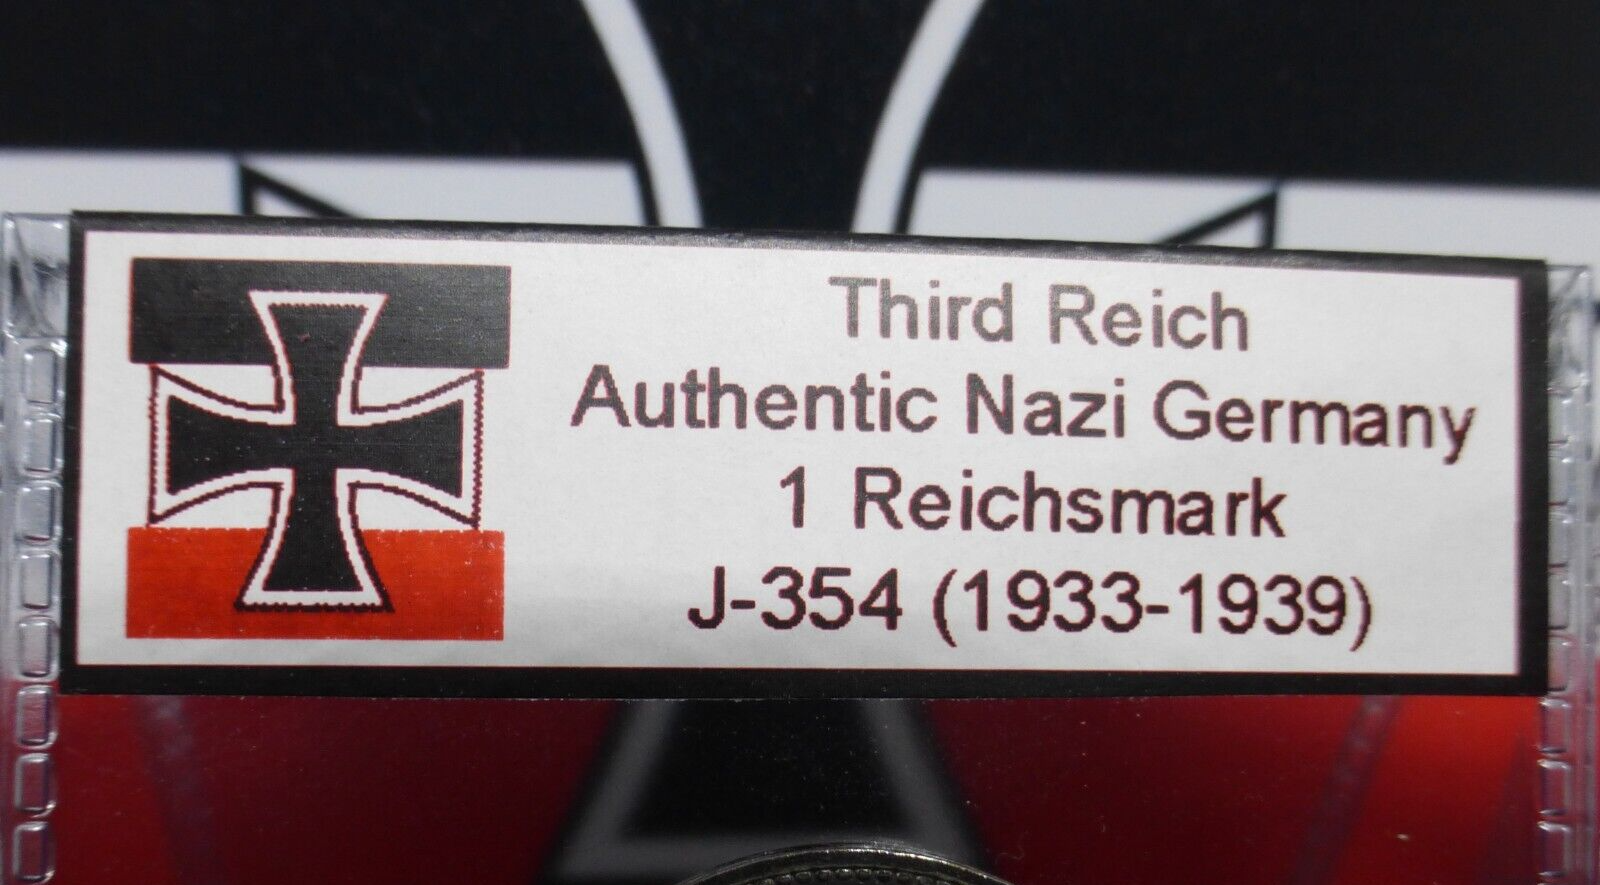 Third Reich
Authentic Nazi Germany
1 Reichsmark
J-354 (1933-1939)